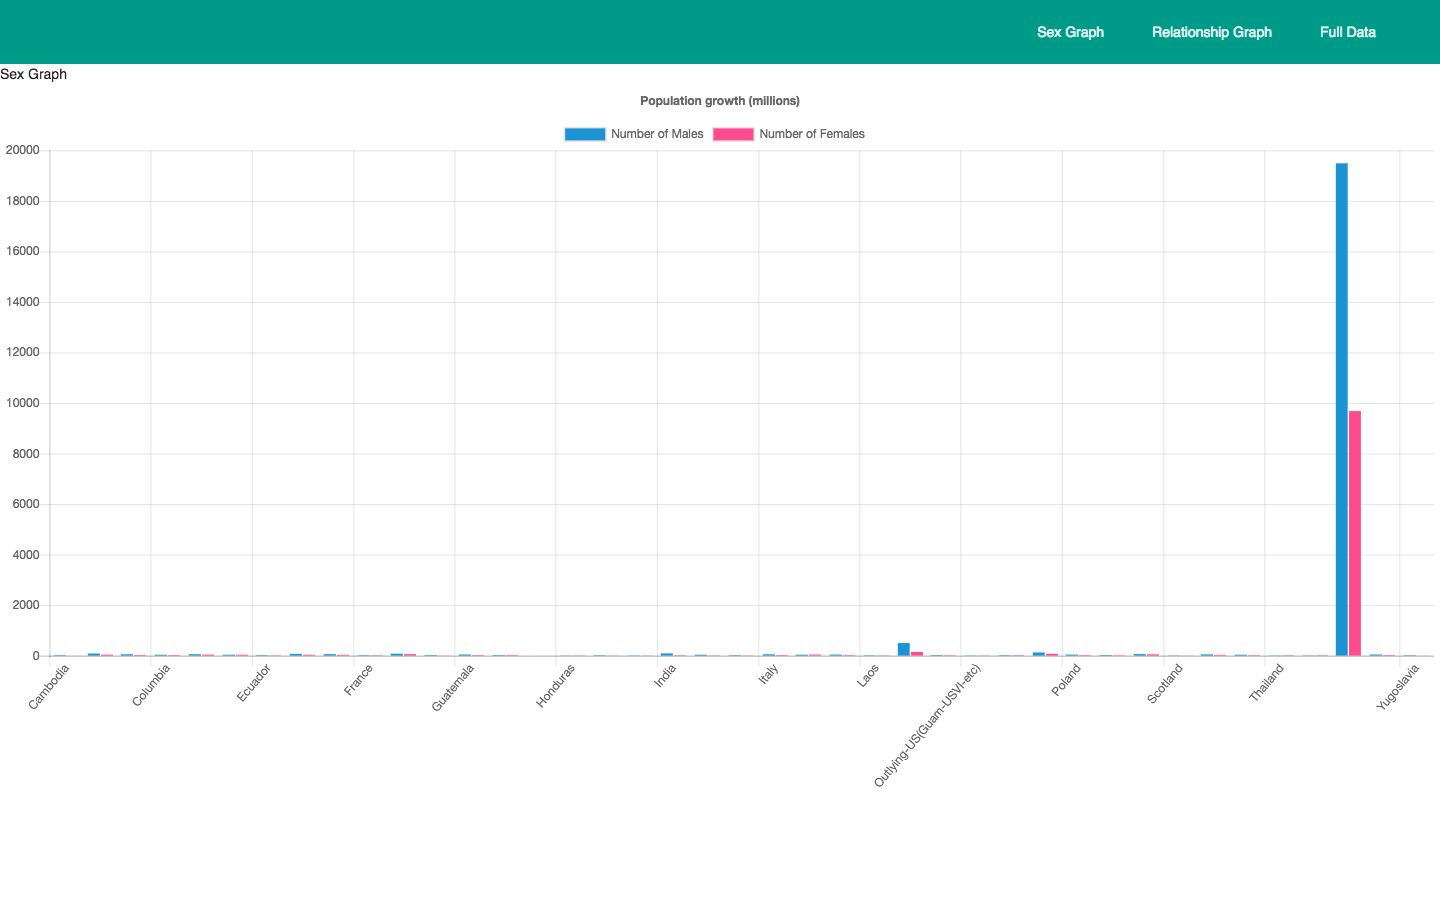 Sex Graph Relationship Graph Full Data
Sex Graph
Population growth (millions)
Number of Males Number of Females
20000
18000
16000
14000
12000
10000
8000
6000
4000
2000
0
Cambodia Columbia Ecuador France Guatemala Honduras India Italy Laos Outlying-US(Guam-USVI-etc) Poland Scotland Thailand Yugoslavia